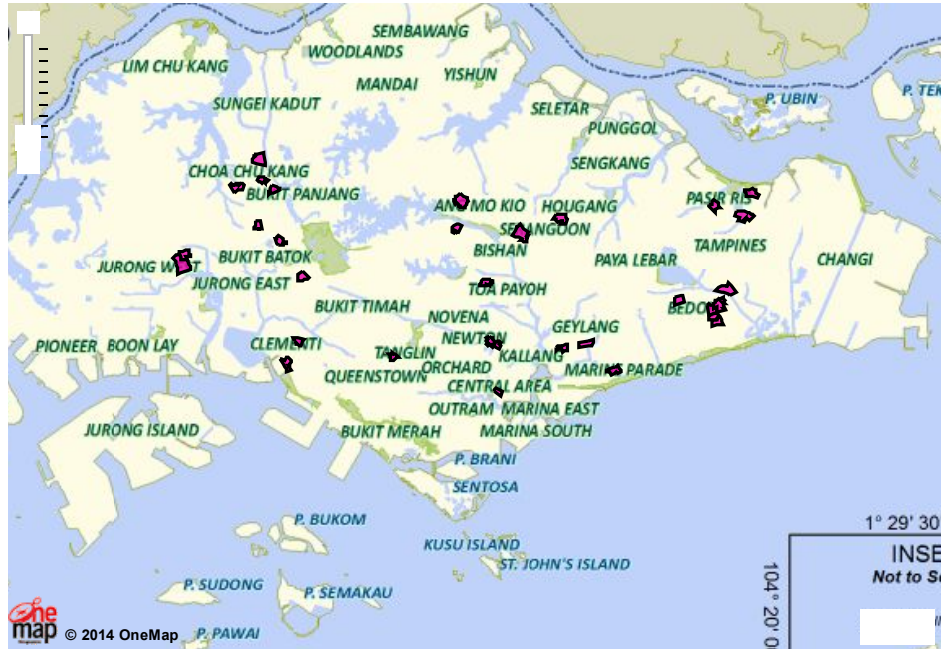 SEMBAWANG
WOODLANDS
LIM CHU KANG
MANDAI
YISHUN
SUNGEI KADUT
SELETAR
P. UBIN
P. TEK
PUNGGOL
SENGKANG
CHOA CHU KANG
BUKIT PANJANG
ANG MO KIO
HOUGANG
PASIR RIS
SERANGOON
BISHAN
TAMPINES
BUKIT BATOK
PAYA LEBAR
CHANGI
JURONG WEST
JURONG EAST
TOA PAYOH
BUKIT TIMAH
BEDOK
NOVENA
GEYLANG
PIONEER
BOON LAY
CLEMENTI
NEWTON
TANGLIN
KALLANG
ORCHARD
MARINA PARADE
QUEENSTOWN
CENTRAL AREA
OUTRAM
MARINA EAST
JURONG ISLAND
BUKIT MERAH
MARINA SOUTH
P. BRANI
SENTOSA
P. BUKOM
1° 29' 30
KUSU ISLAND
INSE
ST. JOHN'S ISLAND
Not to S
104° 20' 0
P. SUDONG
P. SEMAKAU
one
map © 2014 OneMap
P. PAWAI